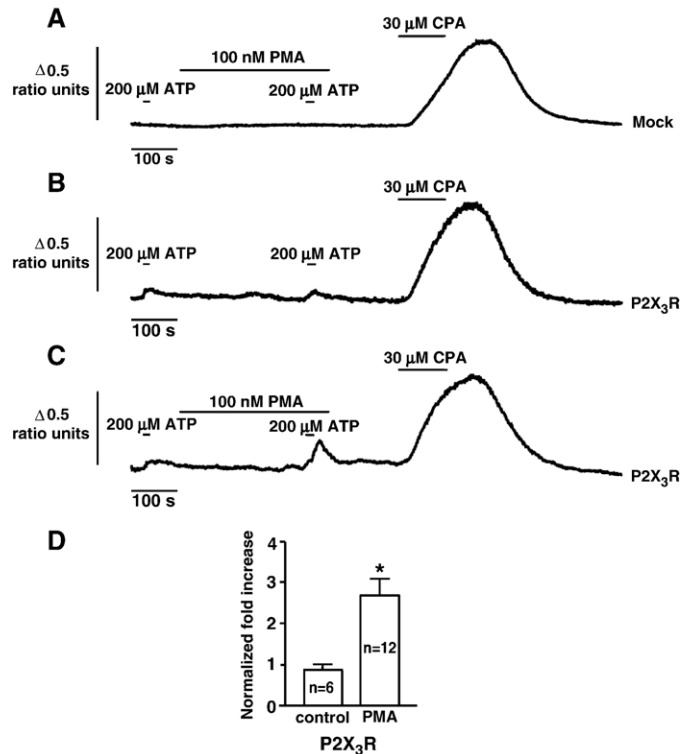 A
30 µM CPA
100 nM PMA
Δ0.5
ratio units
200 µM ATP
200 µM ATP
Mock
100 s
B
30 µM CPA
Δ0.5
ratio units
200 µM ATP
200 µM ATP
P2X₃R
100 s
C
30 µM CPA
100 nM PMA
Δ0.5
ratio units
200 µM ATP
200 µM ATP
P2X₃R
100 s
D
Normalized fold increase
4
3
2
1
0
*
n=6
n=12
control
PMA
P2X₃R